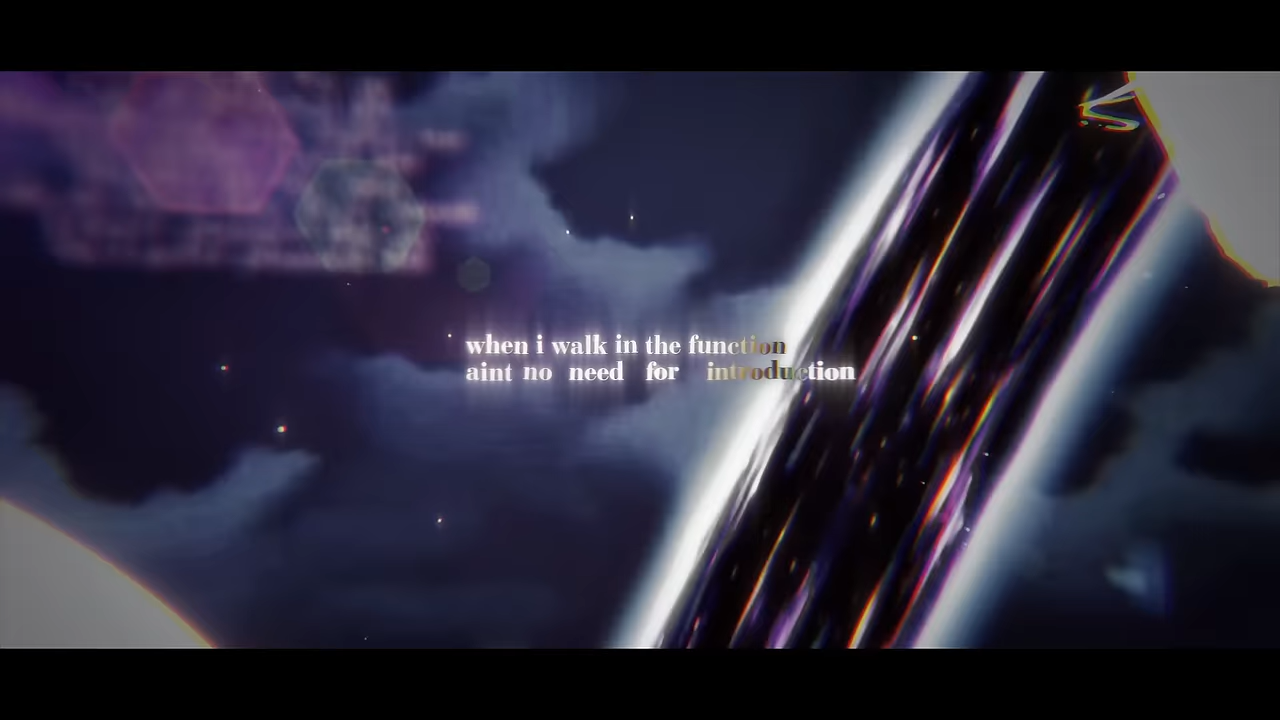 when i walk in the function
aint no need for introduction